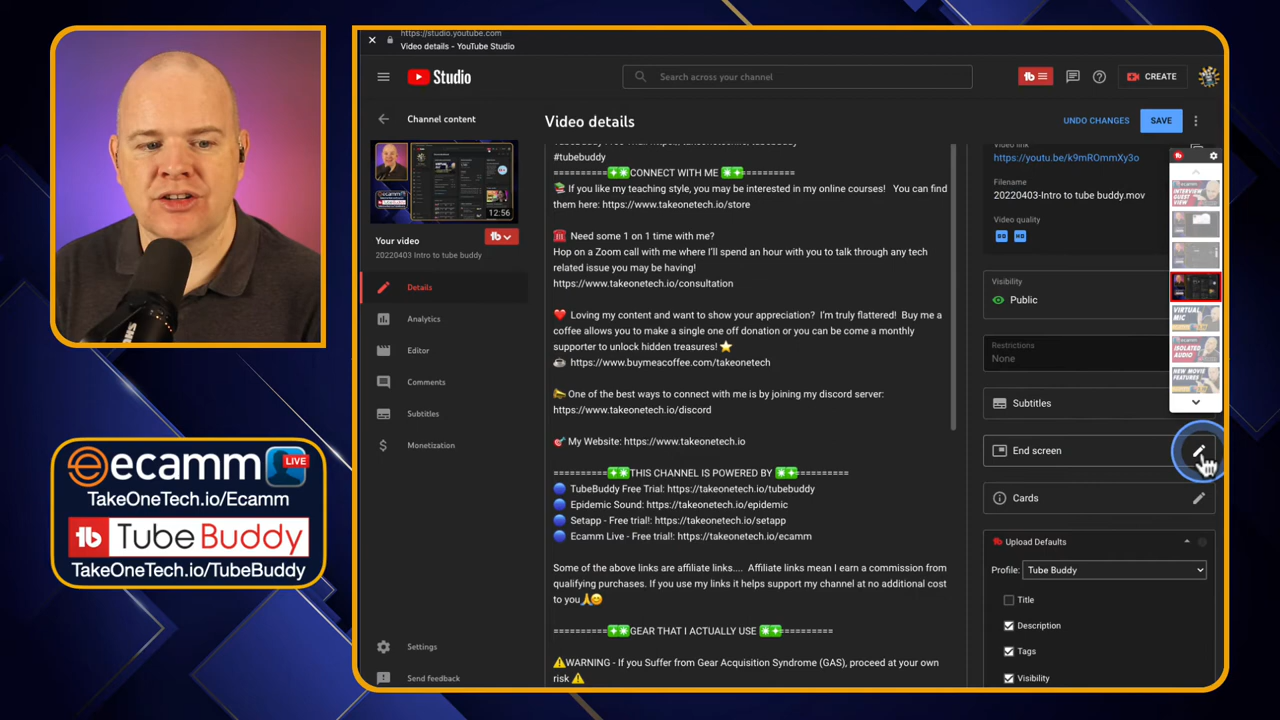 https://studio.youtube.com
Video details - YouTube Studio
Studio
Search across your channel
CREATE
Channel content
Video details
UNDO CHANGES
SAVE
12:56
Your video
20220403 Intro to tube buddy
Details
Analytics
Editor
Comments
Subtitles
Monetization
Settings
Send feedback
#tubebuddy
==========✳️CONNECT WITH ME ✳️==========
If you like my teaching style, you may be interested in my online courses! You can find
them here: https://www.takeonetech.io/store
☎️ Need some 1 on 1 time with me?
Hop on a Zoom call with me where I'll spend an hour with you to talk through any tech
related issue you may be having!
https://www.takeonetech.io/consultation
❤️ Loving my content and want to show your appreciation? I'm truly flattered! Buy me a
coffee allows you to make a single one off donation or you can be come a monthly
supporter to unlock hidden treasures! ⭐
☕ https://www.buymeacoffee.com/takeonetech
One of the best ways to connect with me is by joining my discord server:
https://www.takeonetech.io/discord
🎯 My Website: https://www.takeonetech.io
==========✳️THIS CHANNEL IS POWERED BY ✳️==========
🔵 TubeBuddy Free Trial: https://takeonetech.io/tubebuddy
🔵 Epidemic Sound: https://takeonetech.io/epidemic
🔵 Setapp - Free trial!: https://takeonetech.io/setapp
🔵 Ecamm Live - Free trial!: https://takeonetech.io/ecamm
Some of the above links are affiliate links.... Affiliate links mean I earn a commission from
qualifying purchases. If you use my links it helps support my channel at no additional cost
to you🙏😊
==========✳️GEAR THAT I ACTUALLY USE ✳️==========
⚠️WARNING - If you Suffer from Gear Acquisition Syndrome (GAS), proceed at your own
risk ⚠️
Video link
https://youtu.be/k9mROmmXy3o
Filename
20220403-Intro to tube buddy.mov
Video quality
SD HD
Visibility
Public
Restrictions
None
Subtitles
End screen
Cards
Upload Defaults
Profile: Tube Buddy
Title
Description
Tags
Visibility
INTERVIEW
GUEST VIEW
VIRTUAL
MIC
ISOLATED
AUDIO
NEW MOVIE
FEATURES
ecamm LIVE
TakeOneTech.io/Ecamm
tb TubeBuddy
TakeOneTech.io/TubeBuddy